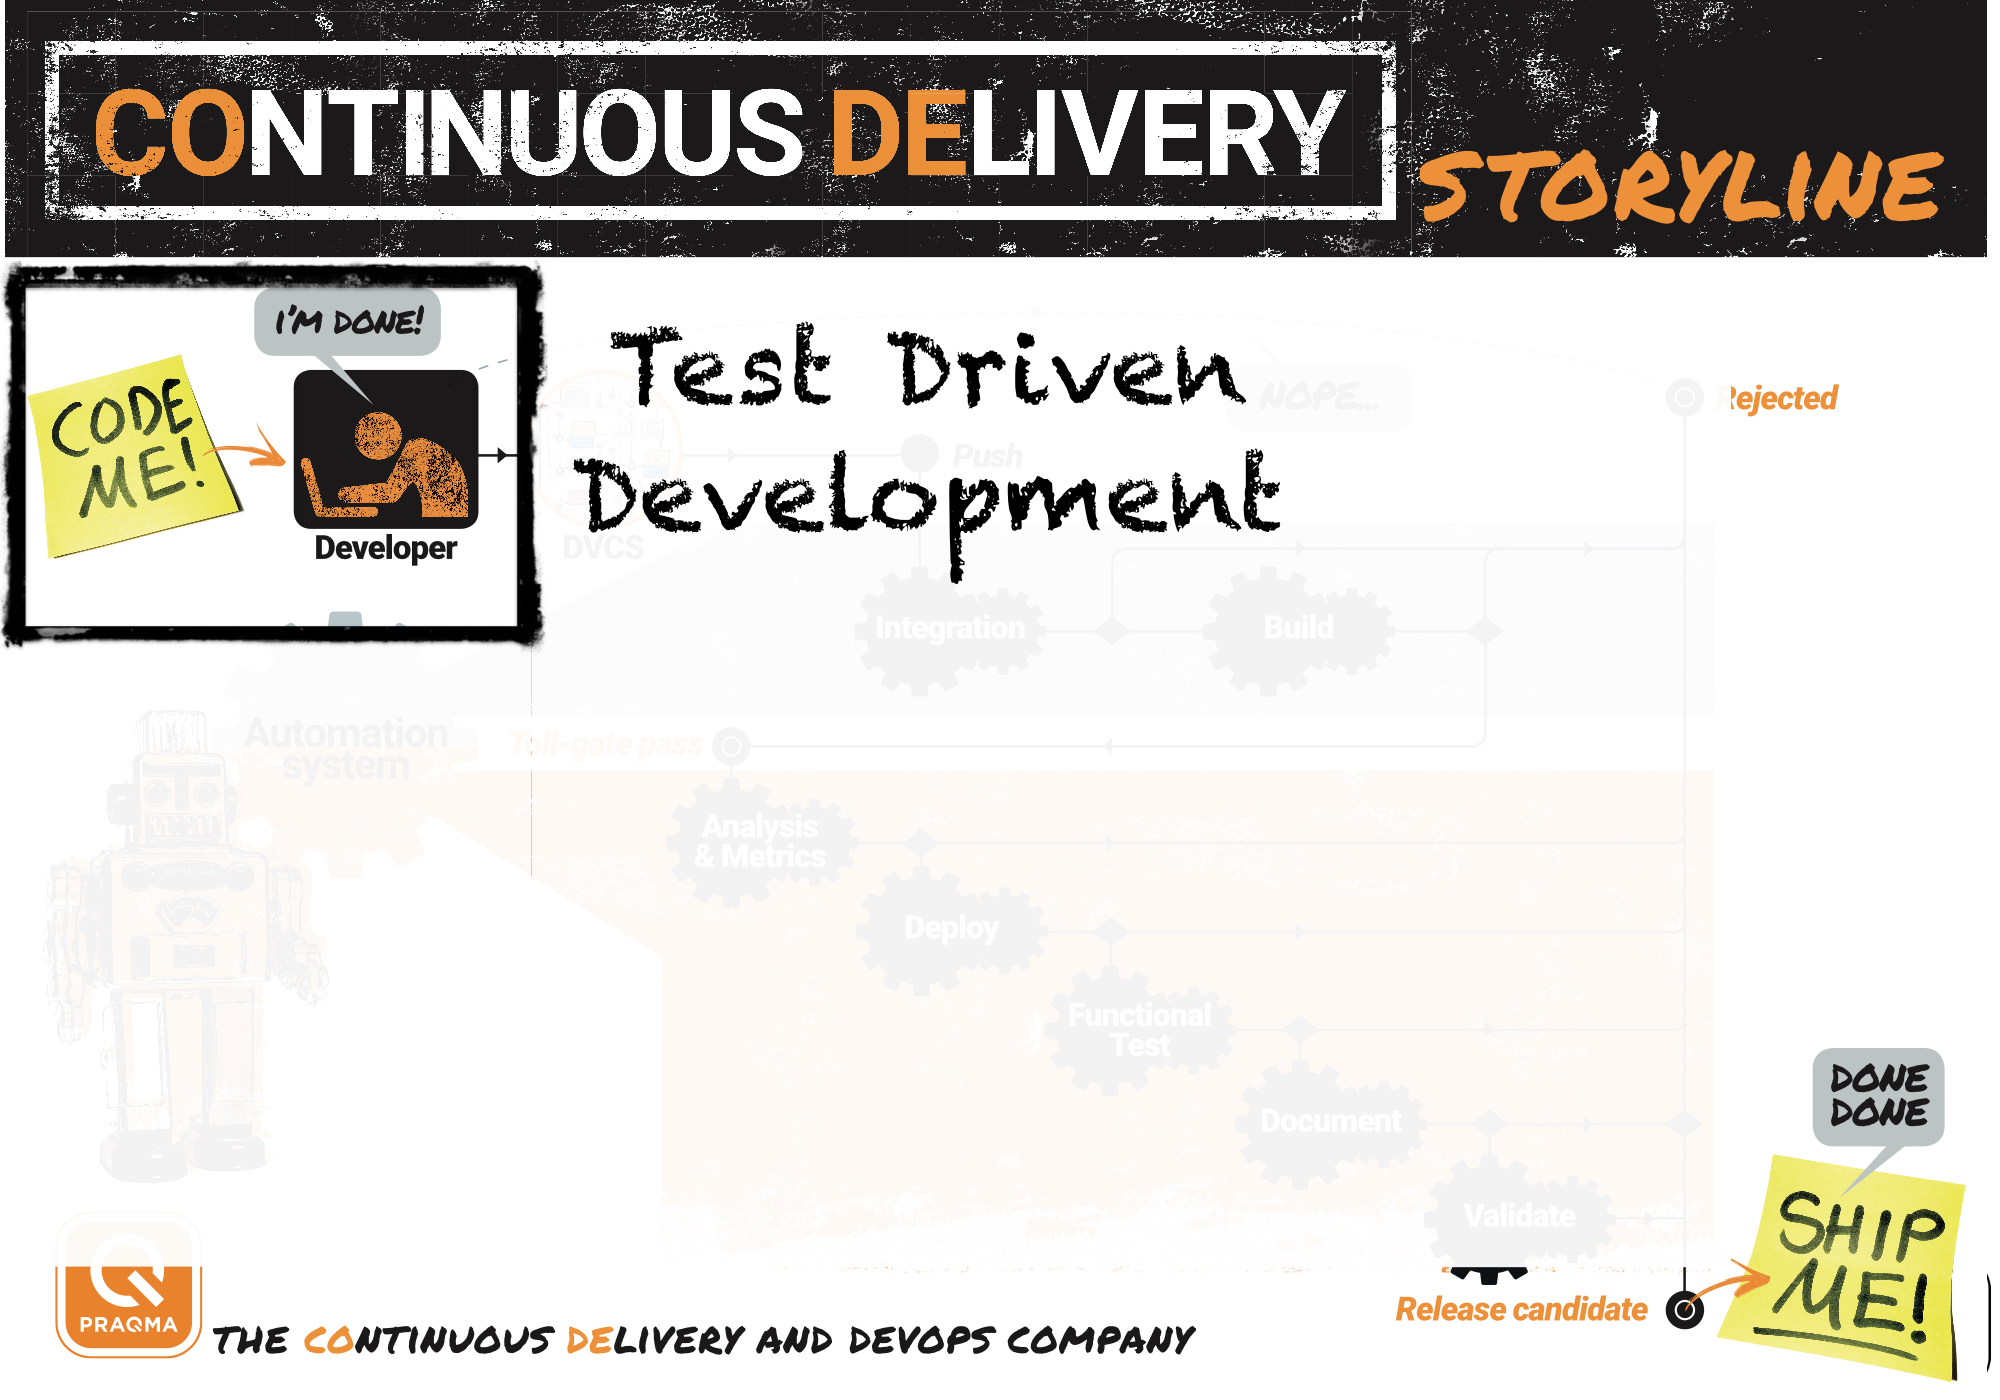 CONTINUOUS DELIVERY
STORYLINE
I'M DONE!
CODE
ME!
Developer
Test Driven
Development
NOPE...
Rejected
Push
DVCS
Integration
Build
Automation
system
Toll-gate pass
Analysis
& Metrics
Deploy
Functional
Test
Document
Validate
DONE
DONE
SHIP
ME!
Release candidate
PRAQMA
THE CONTINUOUS DELIVERY AND DEVOPS COMPANY